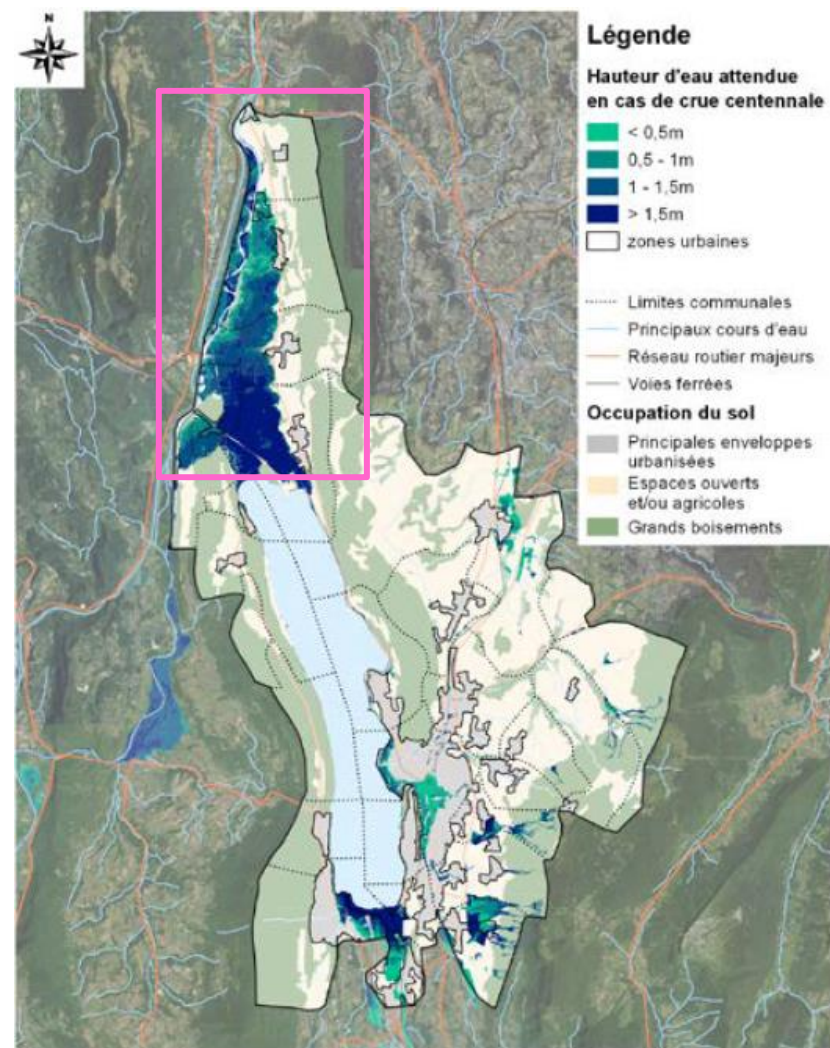 N
Légende
Hauteur d'eau attendue
en cas de crue centennale
< 0,5m
0,5 - 1m
1 - 1,5m
> 1,5m
zones urbaines
Limites communales
Principaux cours d'eau
Réseau routier majeurs
Voies ferrées
Occupation du sol
Principales enveloppes
urbanisées
Espaces ouverts
et/ou agricoles
Grands boisements